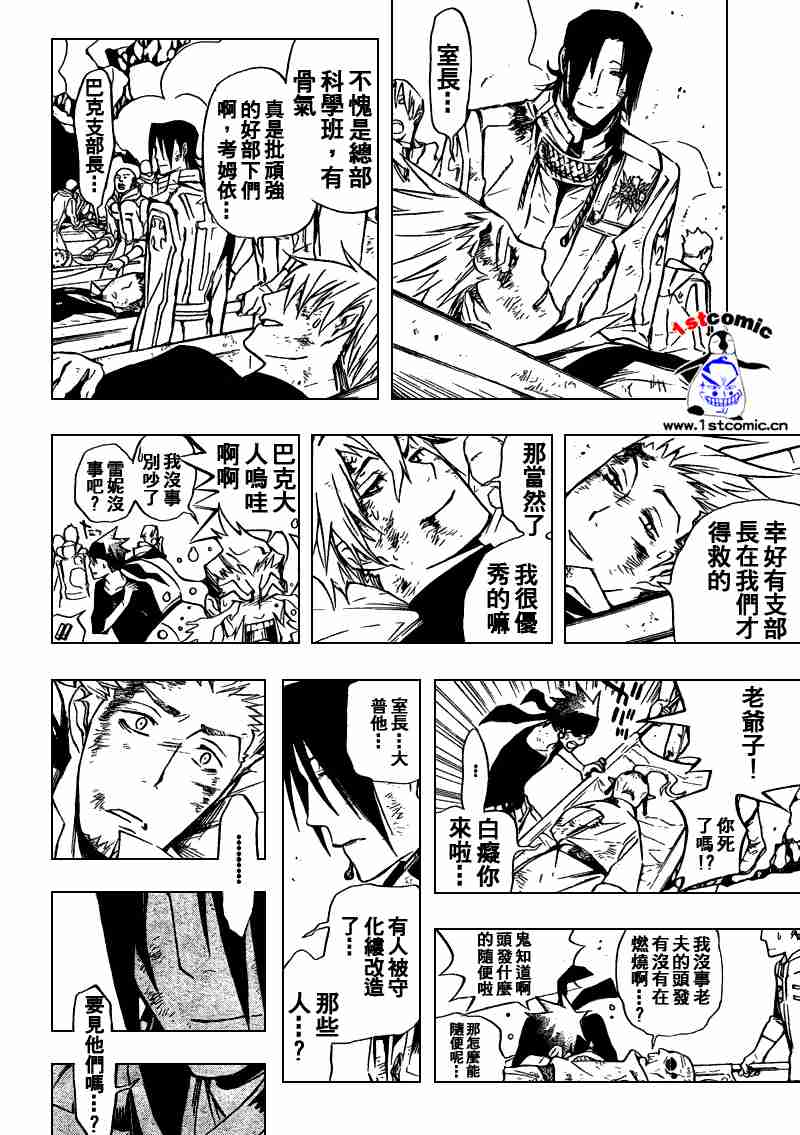 室長…
不愧是總部
科學班，有
骨氣
真是批頑強
的好部下們
啊，考姆依…
巴克支部長…
1stcomic
www.1stcomic.cn
幸好有支部
長在我們才
得救的
那當然了
我很優
秀的嘛
巴克大
人嗚哇
啊啊
我沒事
別吵了
雷妮沒
事吧？
!!
老爺子！
你死
了嗎!?
…
白癡你
來啦…
我沒事老
夫的頭發
有沒有在
燃燒啊…？
鬼知道啊
頭發什麼
的隨便啦
那怎麼能
隨便呢…
室長…大
普他…
有人被守
化縷改造
了…
那些
人…？
………
要見他們嗎…？